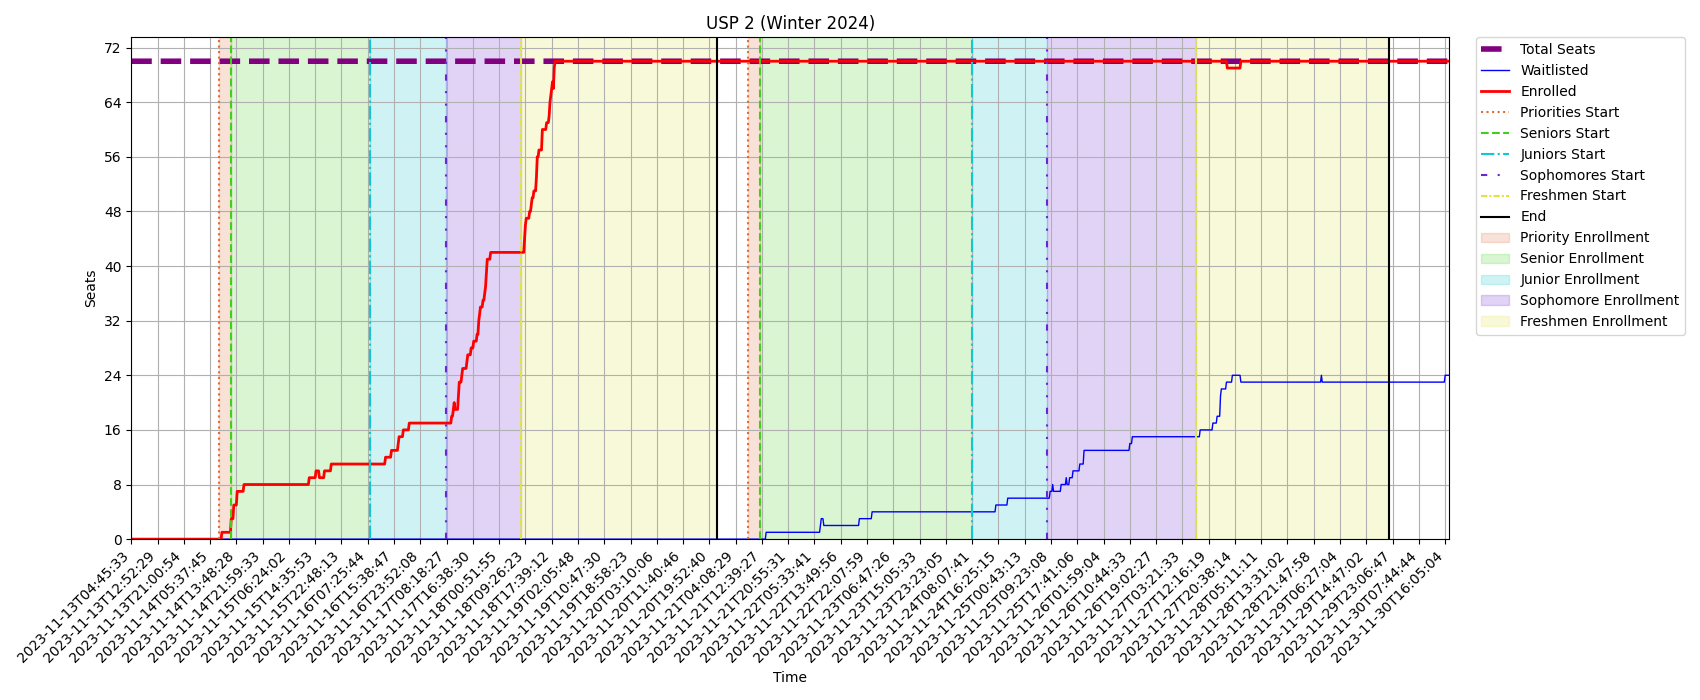 USP 2 (Winter 2024)
72
64
56
48
40
32
24
16
8
0
Seats
2023-11-13T04:45:33
2023-11-13T12:52:29
2023-11-13T21:00:54
2023-11-14T05:37:45
2023-11-14T13:48:28
2023-11-14T21:59:33
2023-11-15T06:24:02
2023-11-15T14:35:53
2023-11-15T22:48:13
2023-11-16T07:25:44
2023-11-16T15:38:47
2023-11-16T23:52:08
2023-11-17T08:18:27
2023-11-17T16:38:30
2023-11-18T00:51:55
2023-11-18T09:26:23
2023-11-18T17:39:12
2023-11-19T02:05:48
2023-11-19T10:47:30
2023-11-19T18:58:23
2023-11-20T03:10:06
2023-11-20T11:40:46
2023-11-20T19:52:40
2023-11-21T04:08:29
2023-11-21T12:39:27
2023-11-21T20:55:31
2023-11-22T05:33:41
2023-11-22T13:49:56
2023-11-22T22:07:59
2023-11-23T06:47:26
2023-11-23T15:05:33
2023-11-23T23:23:05
2023-11-24T08:07:41
2023-11-24T16:25:15
2023-11-25T00:43:13
2023-11-25T09:23:08
2023-11-25T17:41:06
2023-11-26T01:59:04
2023-11-26T10:44:33
2023-11-26T19:02:27
2023-11-27T03:21:33
2023-11-27T12:16:19
2023-11-27T20:38:14
2023-11-28T05:11:11
2023-11-28T13:31:02
2023-11-28T21:47:58
2023-11-29T06:27:04
2023-11-29T14:47:02
2023-11-29T23:06:47
2023-11-30T07:44:44
2023-11-30T16:05:04
Time
Total Seats
Waitlisted
Enrolled
Priorities Start
Seniors Start
Juniors Start
Sophomores Start
Freshmen Start
End
Priority Enrollment
Senior Enrollment
Junior Enrollment
Sophomore Enrollment
Freshmen Enrollment